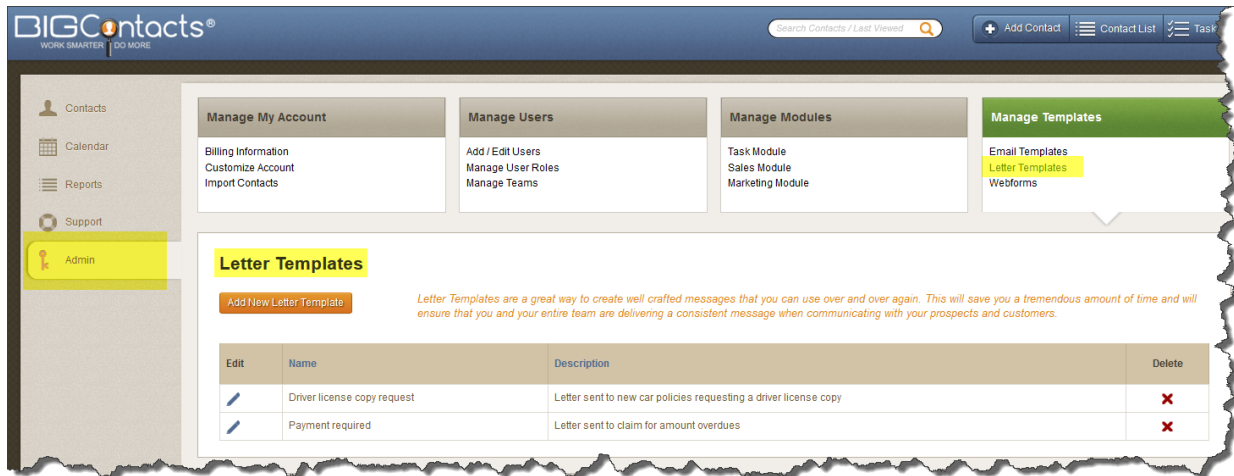 BIGContacts®
WORK SMARTER DO MORE
Search Contacts / Last Viewed
Add Contact
Contact List
Task
Contacts
Calendar
Reports
Support
Admin
Manage My Account
Billing Information
Customize Account
Import Contacts
Manage Users
Add / Edit Users
Manage User Roles
Manage Teams
Manage Modules
Task Module
Sales Module
Marketing Module
Manage Templates
Email Templates
Letter Templates
Webforms
Letter Templates
Add New Letter Template
Letter Templates are a great way to create well crafted messages that you can use over and over again. This will save you a tremendous amount of time and will
ensure that you and your entire team are delivering a consistent message when communicating with your prospects and customers.
Edit Name Description Delete
Driver license copy request Letter sent to new car policies requesting a driver license copy
Payment required Letter sent to claim for amount overdues